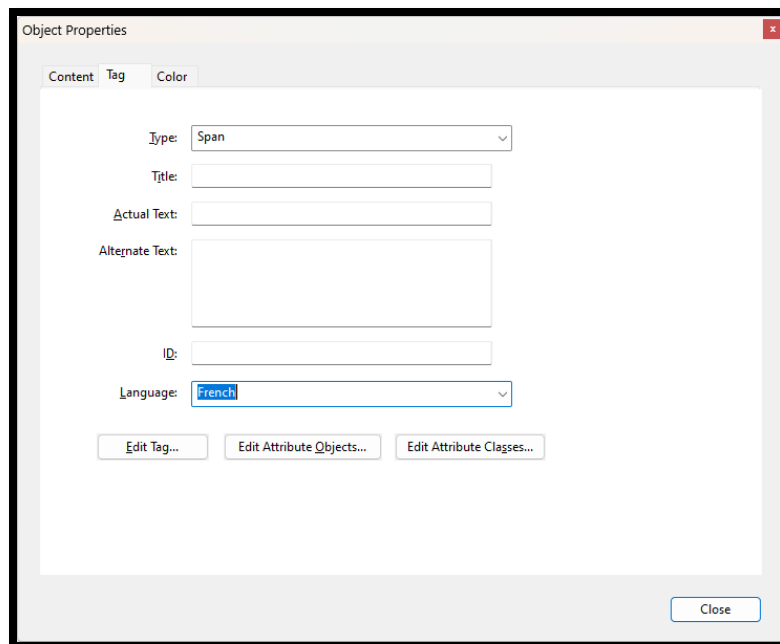 Object Properties x
Content Tag Color
Type: Span
Title:
Actual Text:
Alternate Text:
ID:
Language: French
Edit Tag... Edit Attribute Objects... Edit Attribute Classes...
Close